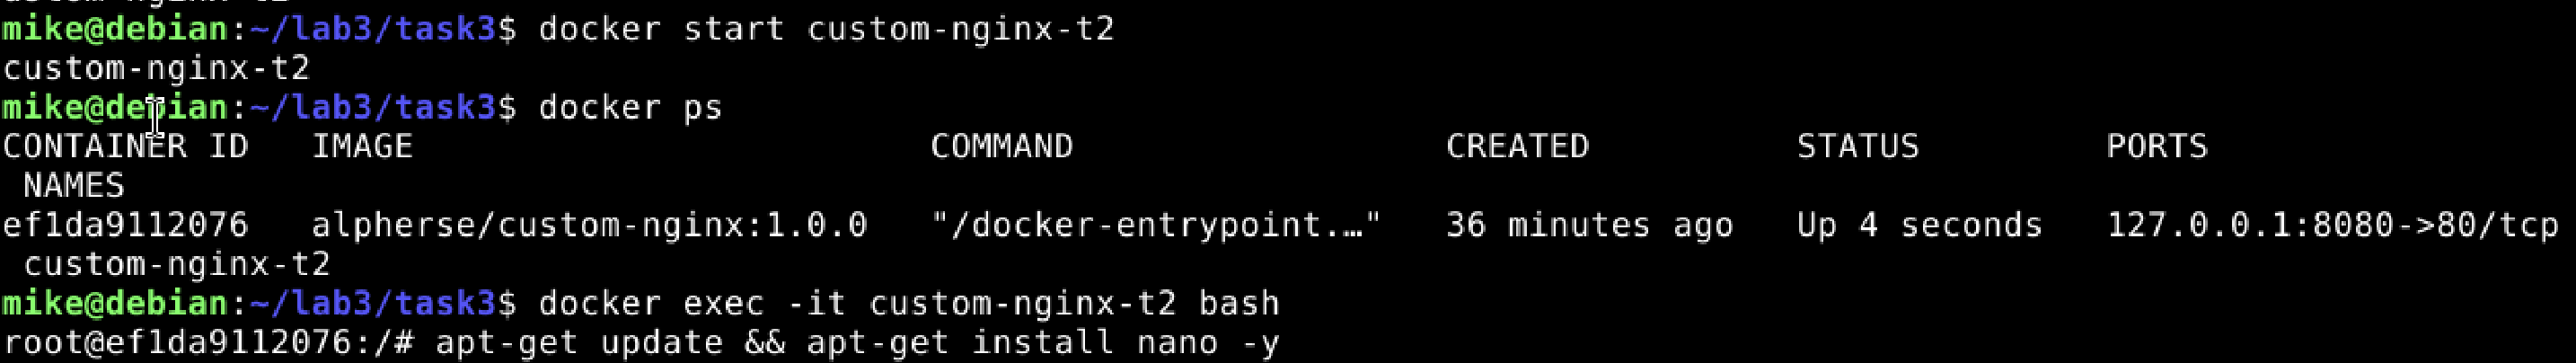 mike@debian:~/lab3/task3$ docker start custom-nginx-t2
custom-nginx-t2
mike@debian:~/lab3/task3$ docker ps
CONTAINER ID   IMAGE                         COMMAND                  CREATED          STATUS         PORTS
 NAMES
ef1da9112076   alpherse/custom-nginx:1.0.0   "/docker-entrypoint.…"   36 minutes ago   Up 4 seconds   127.0.0.1:8080->80/tcp
 custom-nginx-t2
mike@debian:~/lab3/task3$ docker exec -it custom-nginx-t2 bash
root@ef1da9112076:/# apt-get update && apt-get install nano -y